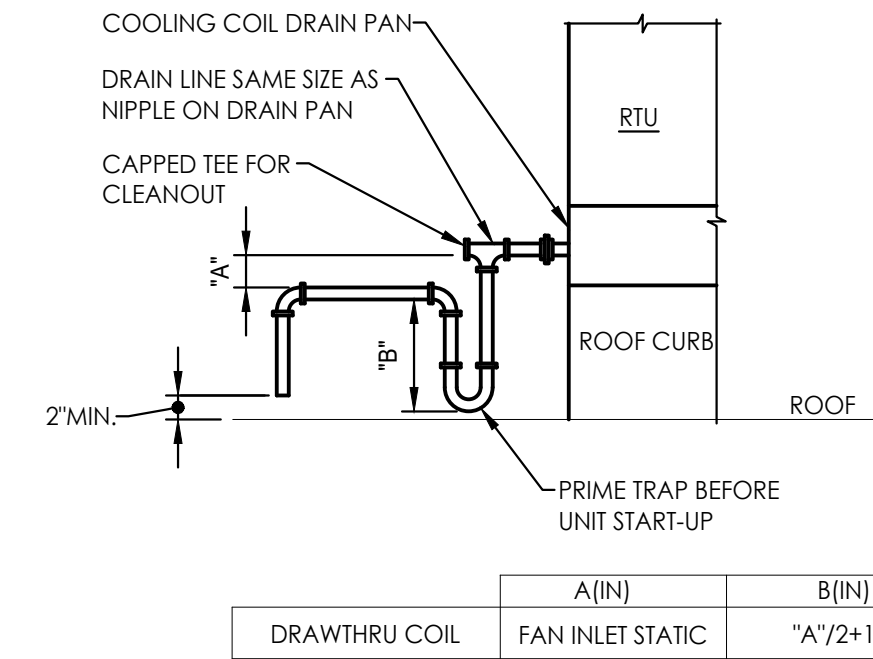 COOLING COIL DRAIN PAN
DRAIN LINE SAME SIZE AS
NIPPLE ON DRAIN PAN
CAPPED TEE FOR
CLEANOUT
RTU
"A"
"B"
ROOF CURB
2"MIN.
ROOF
PRIME TRAP BEFORE
UNIT START-UP
A(IN) B(IN)
DRAWTHRU COIL FAN INLET STATIC "A"/2+1